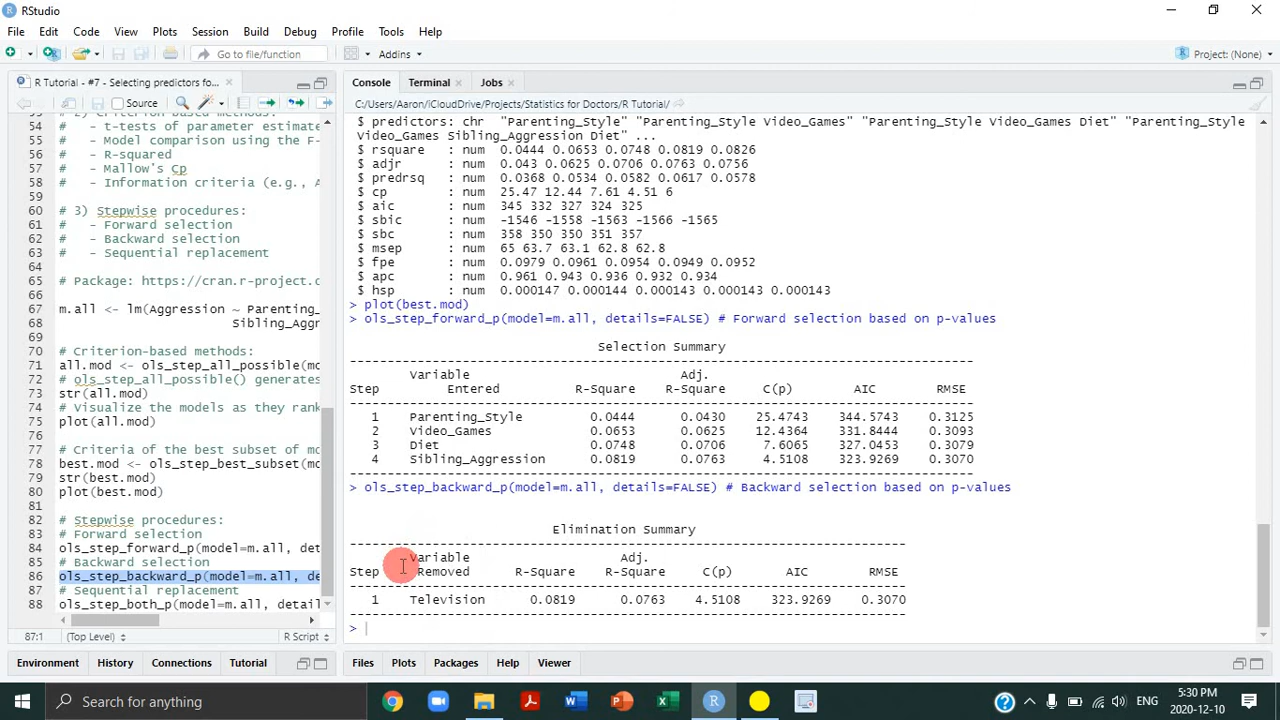 RStudio
File Edit Code View Plots Session Build Debug Profile Tools Help
Go to file/function
Addins
Project: (None)
R Tutorial - #7 - Selecting predictors fo...
Source
54 # - t-tests of parameter estimate
55 # - Model comparison using the F-
56 # - R-squared
57 # - Mallow's Cp
58 # - Information criteria (e.g., A
59
60 # 3) Stepwise procedures:
61 # - Forward selection
62 # - Backward selection
63 # - Sequential replacement
64
65 # Package: https://cran.r-project.o
66
67 m.all <- lm(Aggression ~ Parenting_
68 Sibling_Aggr
69
70 # Criterion-based methods:
71 all.mod <- ols_step_all_possible(mo
72 # ols_step_all_possible() generates
73 str(all.mod)
74 # Visualize the models as they rank
75 plot(all.mod)
76
77 # Criteria of the best subset of mo
78 best.mod <- ols_step_best_subset(mo
79 str(best.mod)
80 plot(best.mod)
81
82 # Stepwise procedures:
83 # Forward selection
84 ols_step_forward_p(model=m.all, det
85 # Backward selection
86 ols_step_backward_p(model=m.all, de
87 # Sequential replacement
88 ols_step_both_p(model=m.all, detail
87:1 (Top Level) R Script
Environment History Connections Tutorial
Console Terminal Jobs
C:/Users/Aaron/iCloudDrive/Projects/Statistics for Doctors/R Tutorial/
$ predictors: chr "Parenting_Style" "Parenting_Style Video_Games" "Parenting_Style Video_Games Diet" "Parenting_Style
Video_Games Sibling_Aggression Diet" ...
$ rsquare : num 0.0444 0.0653 0.0748 0.0819 0.0826
$ adjr : num 0.043 0.0625 0.0706 0.0763 0.0756
$ predrsq : num 0.0368 0.0534 0.0582 0.0617 0.0578
$ cp : num 25.47 12.44 7.61 4.51 6
$ aic : num 345 332 327 324 325
$ sbic : num -1546 -1558 -1563 -1566 -1565
$ sbc : num 358 350 350 351 357
$ msep : num 65 63.7 63.1 62.8 62.8
$ fpe : num 0.0979 0.0961 0.0954 0.0949 0.0952
$ apc : num 0.961 0.943 0.936 0.932 0.934
$ hsp : num 0.000147 0.000144 0.000143 0.000143 0.000143
> plot(best.mod)
> ols_step_forward_p(model=m.all, details=FALSE) # Forward selection based on p-values
Selection Summary
Variable Adj.
Step Entered R-Square R-Square C(p) AIC RMSE
1 Parenting_Style 0.0444 0.0430 25.4743 344.5743 0.3125
2 Video_Games 0.0653 0.0625 12.4364 331.8444 0.3093
3 Diet 0.0748 0.0706 7.6065 327.0453 0.3079
4 Sibling_Aggression 0.0819 0.0763 4.5108 323.9269 0.3070
> ols_step_backward_p(model=m.all, details=FALSE) # Backward selection based on p-values
Elimination Summary
Variable Adj.
Step Removed R-Square R-Square C(p) AIC RMSE
1 Television 0.0819 0.0763 4.5108 323.9269 0.3070
>
Files Plots Packages Help Viewer
Search for anything
ENG
5:30 PM
2020-12-10